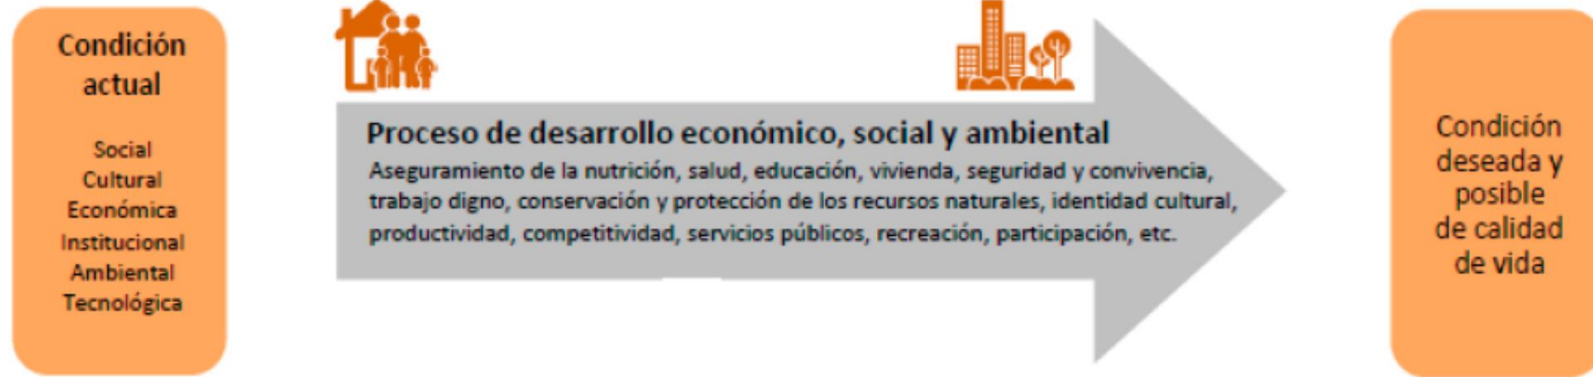 Condición
actual
Social
Cultural
Económica
Institucional
Ambiental
Tecnológica
Proceso de desarrollo económico, social y ambiental
Aseguramiento de la nutrición, salud, educación, vivienda, seguridad y convivencia,
trabajo digno, conservación y protección de los recursos naturales, identidad cultural,
productividad, competitividad, servicios públicos, recreación, participación, etc.
Condición
deseada y
posible
de calidad
de vida